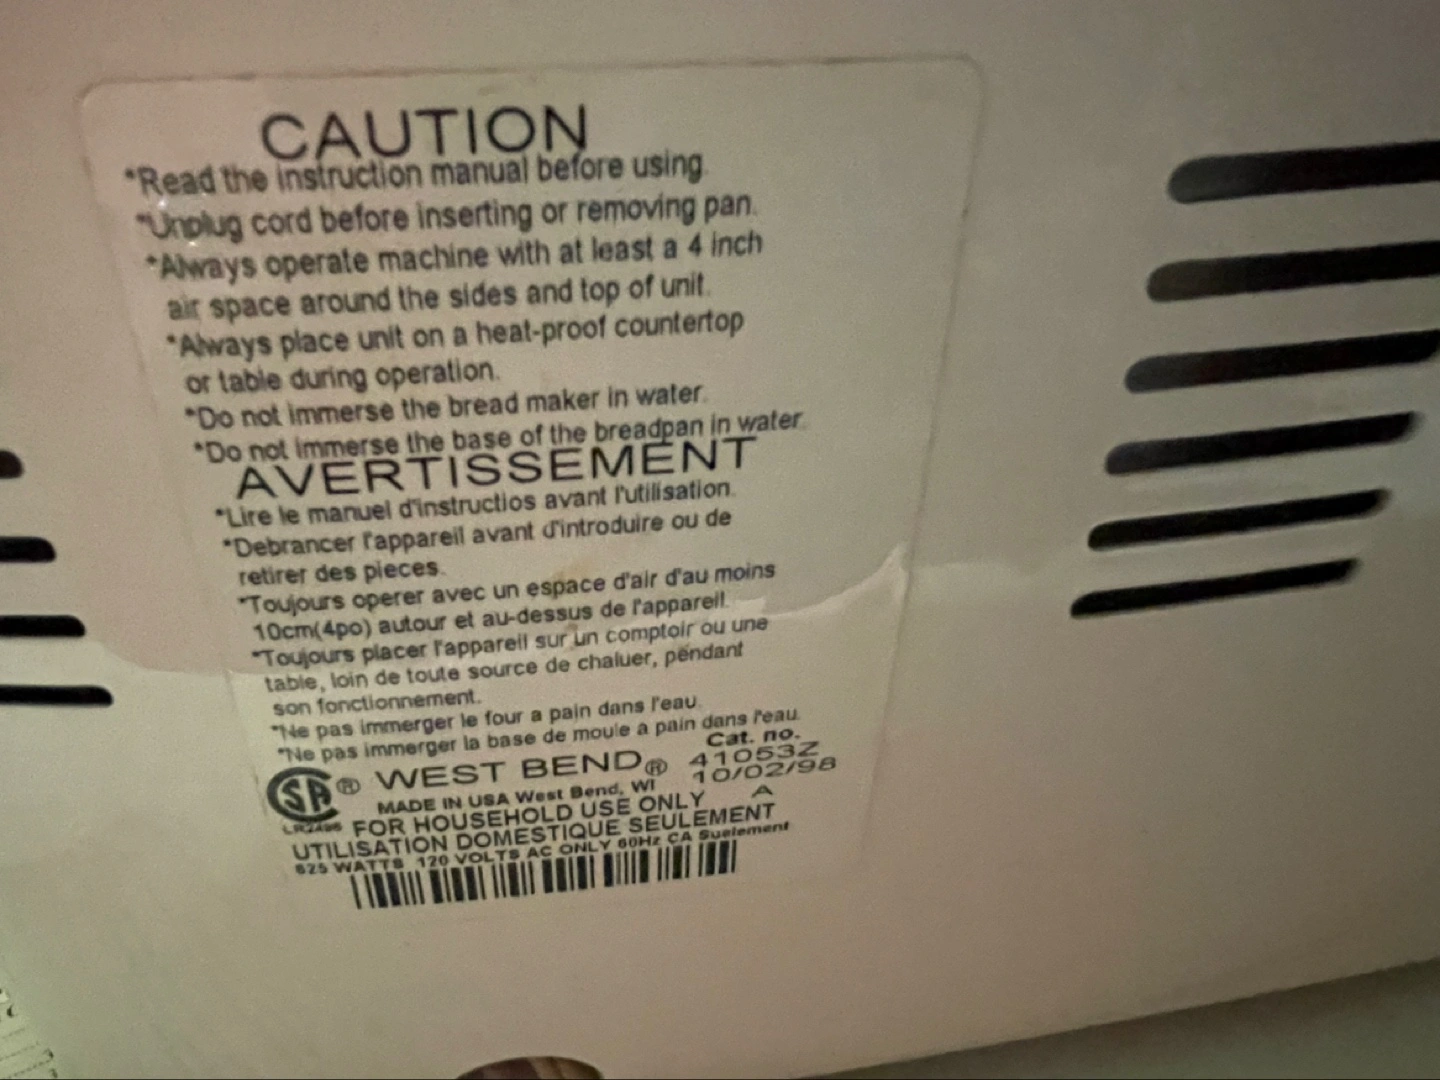 CAUTION
*Read the instruction manual before using.
*Unplug cord before inserting or removing pan.
*Always operate machine with at least a 4 inch
air space around the sides and top of unit.
*Always place unit on a heat-proof countertop
or table during operation.
*Do not immerse the bread maker in water.
*Do not immerse the base of the breadpan in water.
AVERTISSEMENT
*Lire le manuel d'instructios avant l'utilisation.
*Debrancer l'appareil avant d'introduire ou de
retirer des pieces.
*Toujours operer avec un espace d'air d'au moins
10cm(4po) autour et au-dessus de l'appareil.
*Toujours placer l'appareil sur un comptoir ou une
table, loin de toute source de chaluer, pendant
son fonctionnement.
*Ne pas immerger le four a pain dans l'eau.
*Ne pas immerger la base de moule a pain dans l'eau.
Cat. no.
SA ® WEST BEND® 41053Z
10/02/98
MADE IN USA West Bend, WI A
LR2496 FOR HOUSEHOLD USE ONLY
UTILISATION DOMESTIQUE SEULEMENT
625 WATTS 120 VOLTS AC ONLY 60Hz CA Suelement